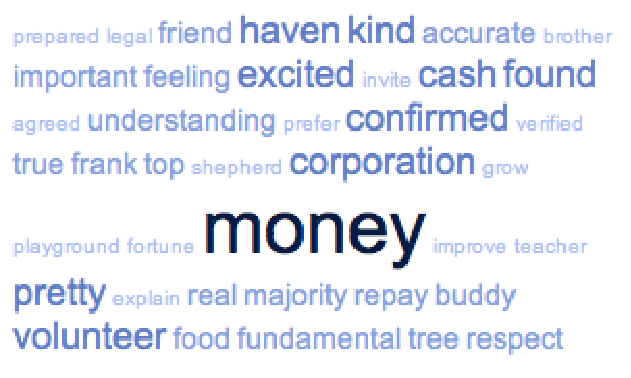 prepared legal friend haven kind accurate brother
important feeling excited invite cash found
agreed understanding prefer confirmed verified
true frank top shepherd corporation grow
playground fortune money improve teacher
pretty explain real majority repay buddy
volunteer food fundamental tree respect